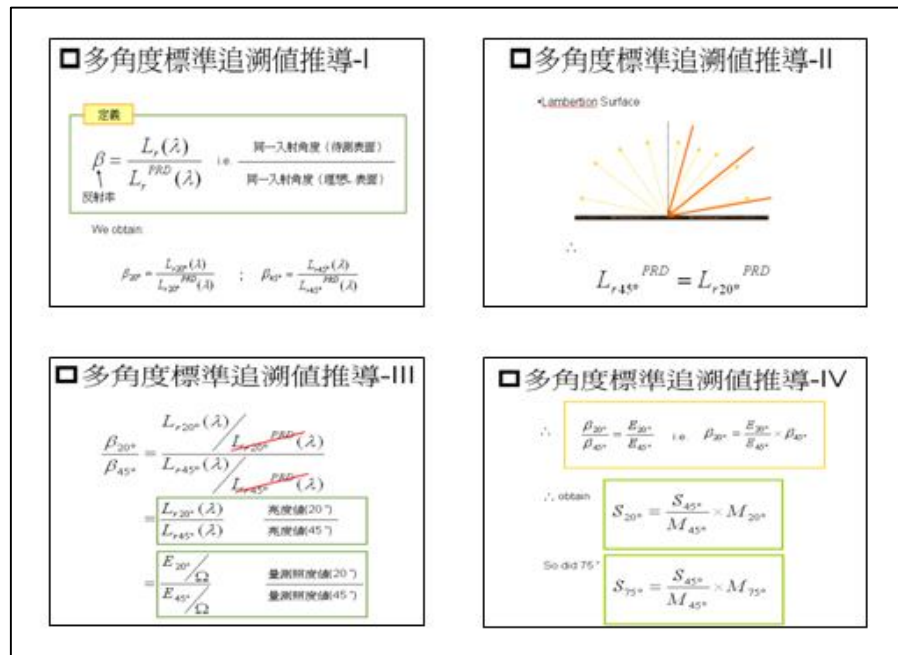 多角度標準追溯值推導-I
定義
β = L_r(λ) / L_r^PRD(λ) i.e. 同一入射角度 (待測表面) / 同一入射角度 (理想 表面)
反射率
We obtain:
β_20° = L_r20°(λ) / L_r20°^PRD(λ) ; β_45° = L_r45°(λ) / L_r45°^PRD(λ)
多角度標準追溯值推導-II
•Lambertion Surface
∴
L_r45°^PRD = L_r20°^PRD
多角度標準追溯值推導-III
β_20° / β_45° = L_r20°(λ) / L_r20°^PRD(λ) / L_r45°(λ) / L_r45°^PRD(λ)
= L_r20°(λ) / L_r45°(λ) 亮度值(20°) / 亮度值(45°)
= E_20°/Ω / E_45°/Ω 量測照度值(20°) / 量測照度值(45°)
多角度標準追溯值推導-IV
∴ β_20° / β_45° = E_20° / E_45° i.e. β_20° = E_20° / E_45° × β_45°
∴ obtain
S_20° = S_45° / M_45° × M_20°
So did 75°
S_75° = S_45° / M_45° × M_75°